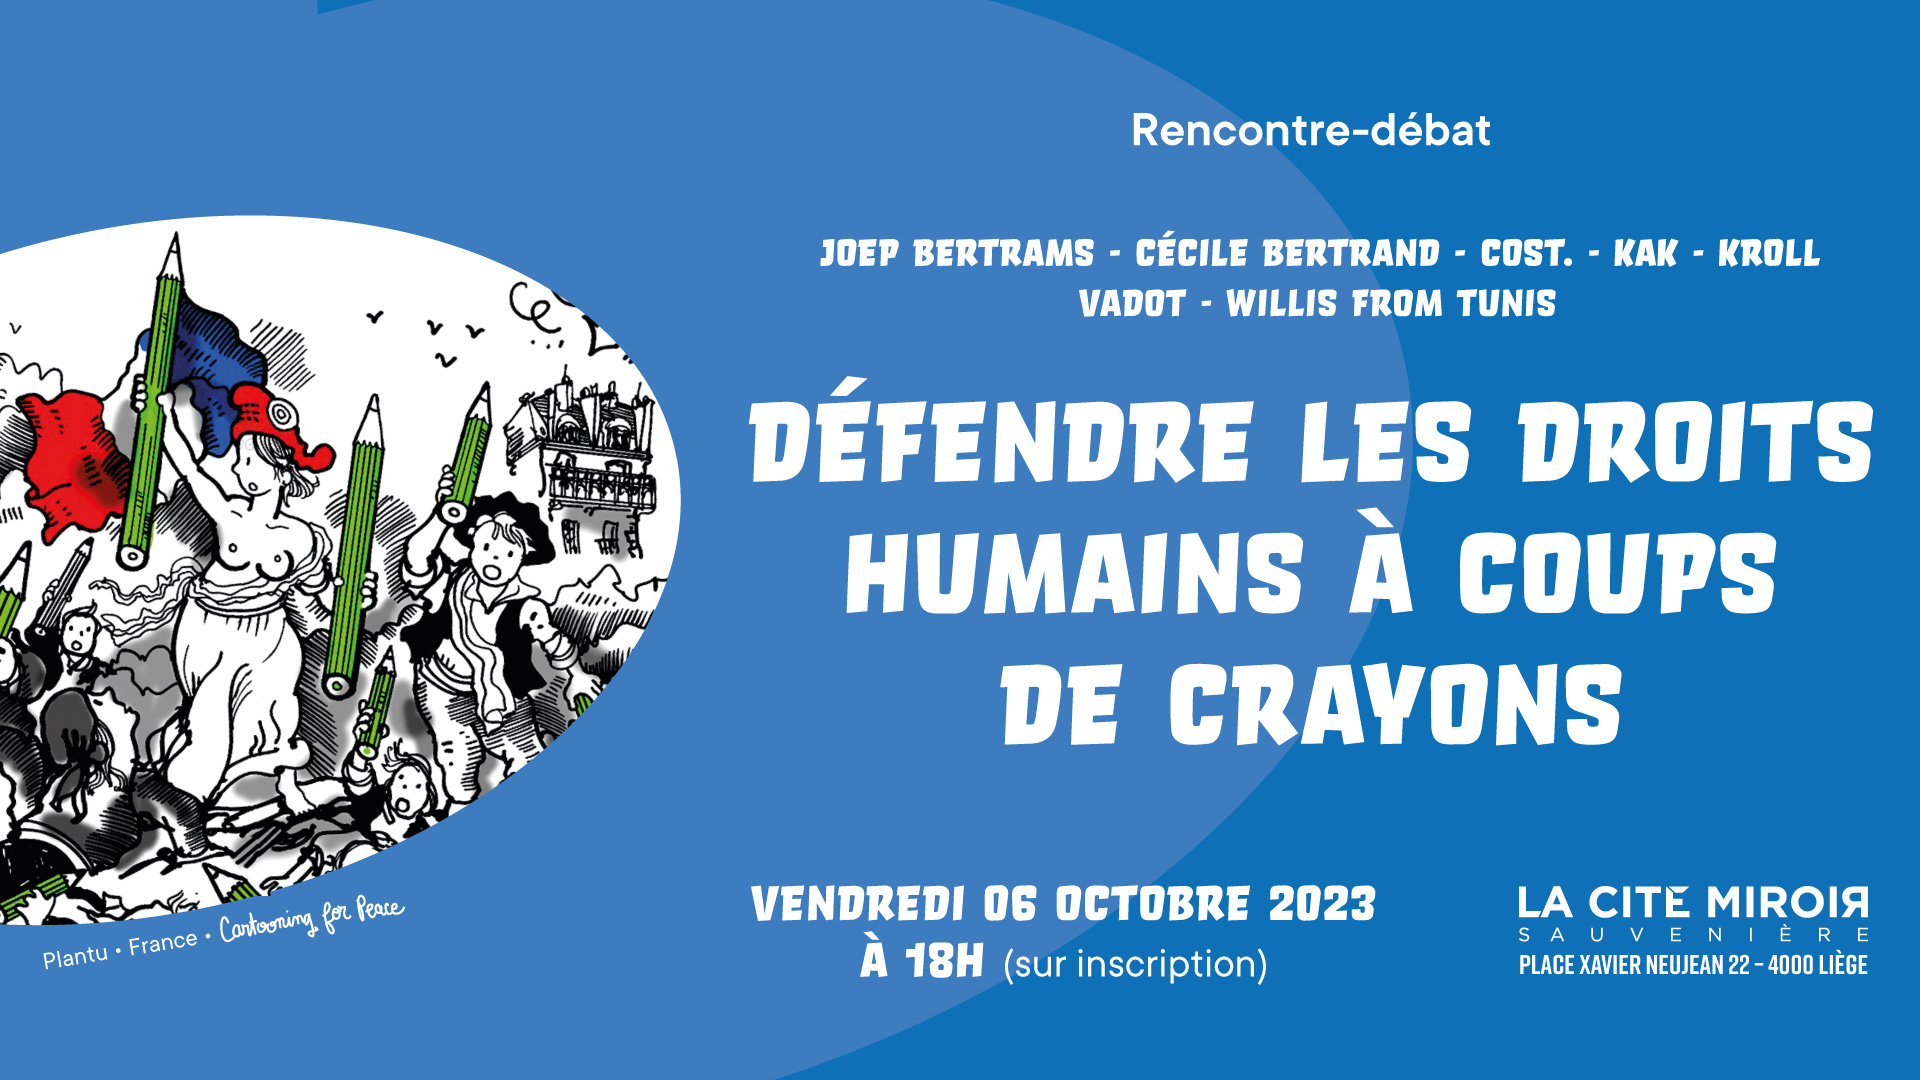 Rencontre-débat
JOEP BERTRAMS - CÉCILE BERTRAND - COST. - KAK - KROLL
VADOT - WILLIS FROM TUNIS
DÉFENDRE LES DROITS
HUMAINS À COUPS
DE CRAYONS
VENDREDI 06 OCTOBRE 2023
À 18H (sur inscription)
LA CITÉ MIROIR
SAUVENIÈRE
PLACE XAVIER NEUJEAN 22 – 4000 LIÈGE
Plantu • France • Cartooning for Peace